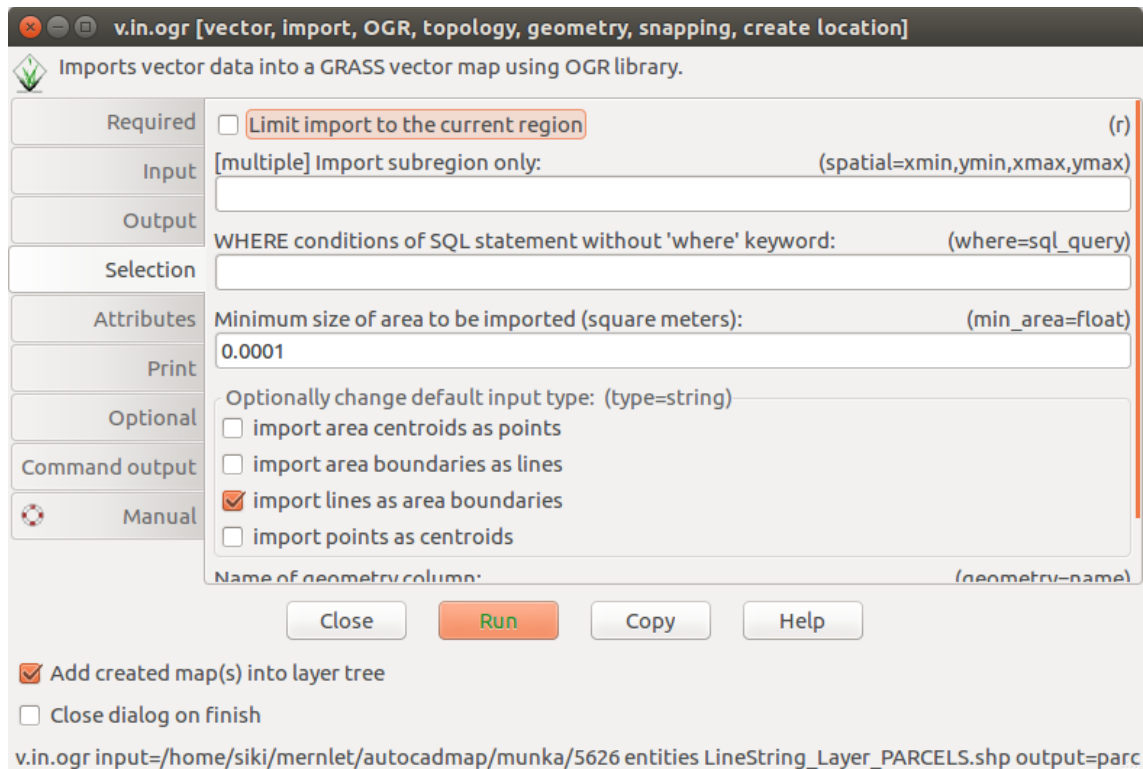 v.in.ogr [vector, import, OGR, topology, geometry, snapping, create location]
Imports vector data into a GRASS vector map using OGR library.
Required
Input
Output
Selection
Attributes
Print
Optional
Command output
Manual
Limit import to the current region (r)
[multiple] Import subregion only: (spatial=xmin,ymin,xmax,ymax)
WHERE conditions of SQL statement without 'where' keyword: (where=sql_query)
Minimum size of area to be imported (square meters): (min_area=float)
0.0001
Optionally change default input type: (type=string)
import area centroids as points
import area boundaries as lines
import lines as area boundaries
import points as centroids
Name of geometry column: (geometry=name)
Close Run Copy Help
Add created map(s) into layer tree
Close dialog on finish
v.in.ogr input=/home/siki/mernlet/autocadmap/munka/5626 entities LineString_Layer_PARCELS.shp output=parc